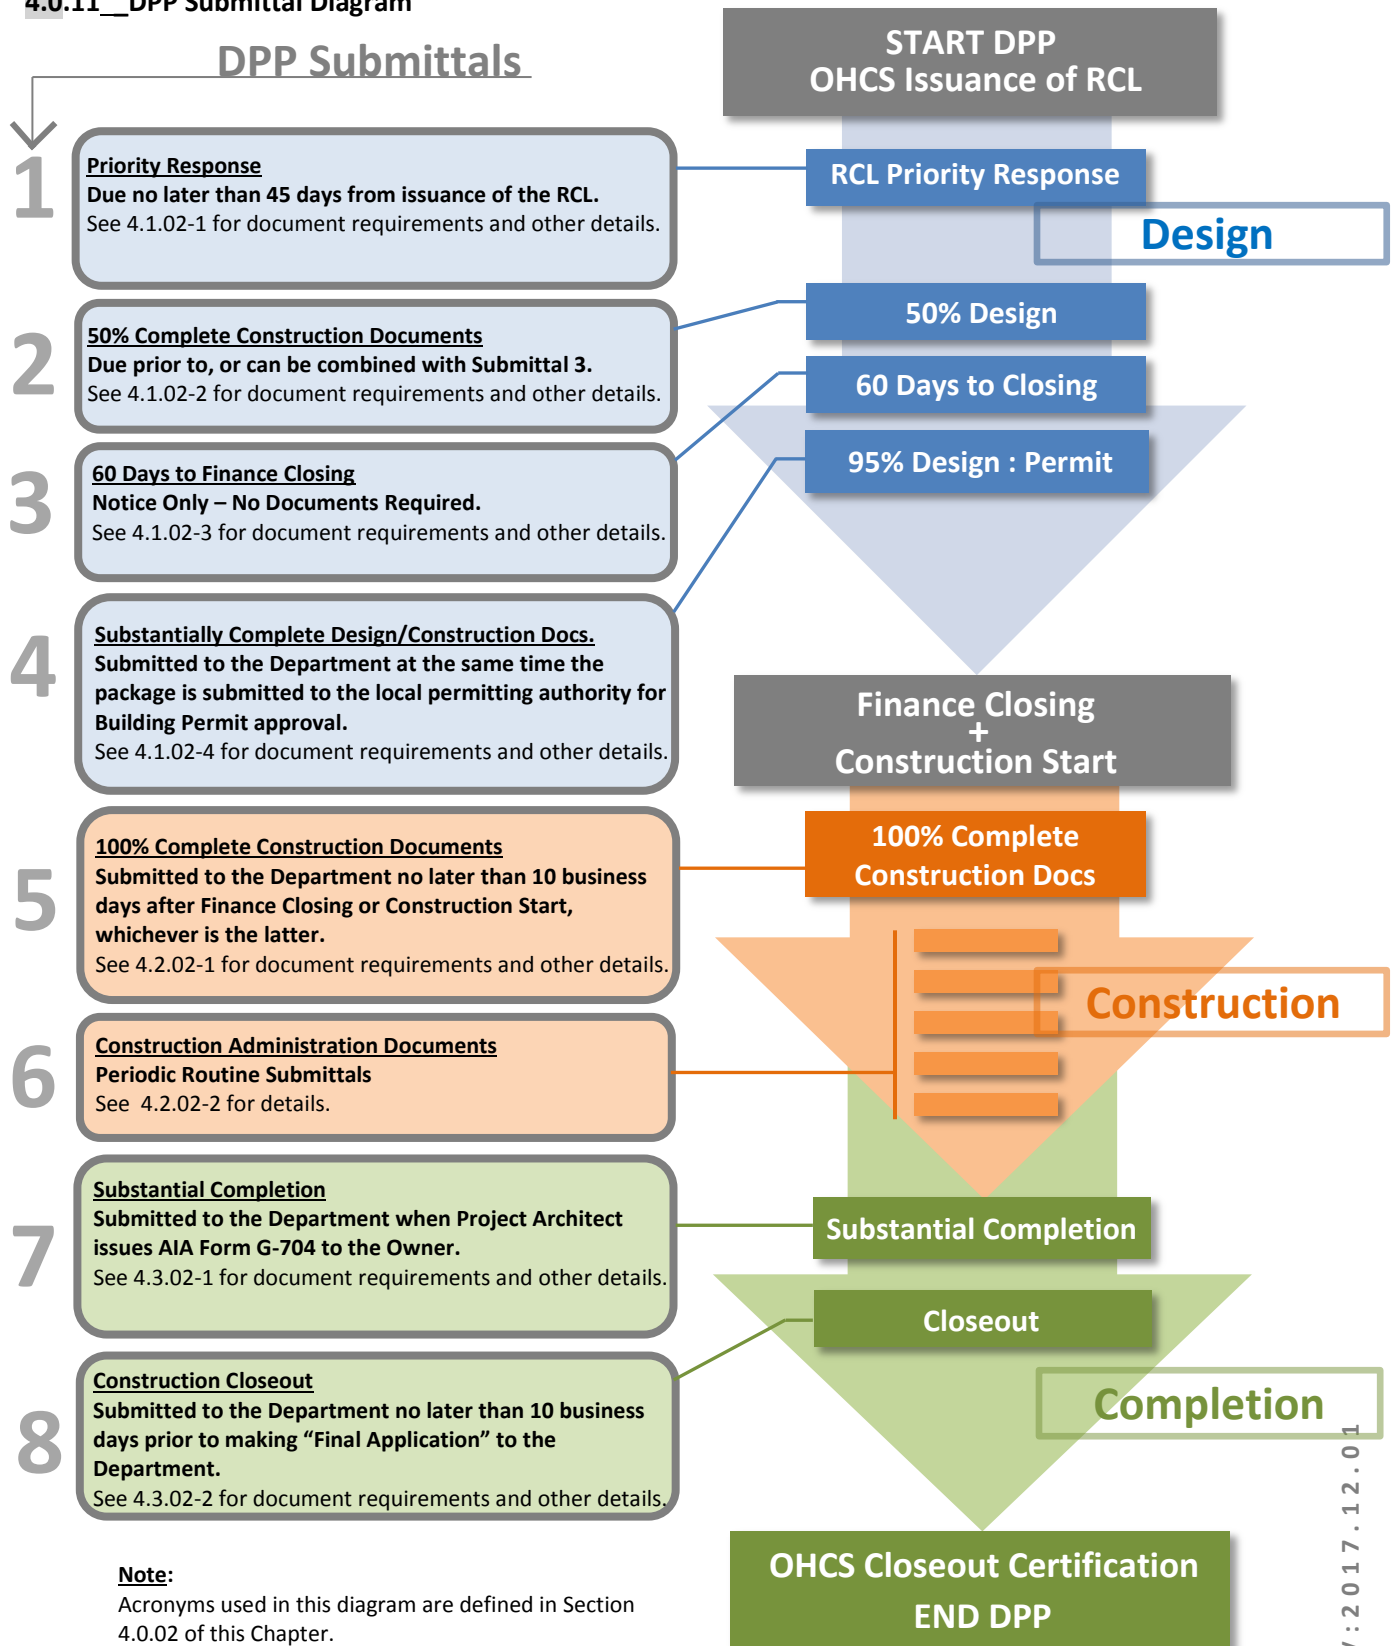 4.0.11__DPP Submittal Diagram
DPP Submittals
START DPP
OHCS Issuance of RCL
1
Priority Response
Due no later than 45 days from issuance of the RCL.
See 4.1.02-1 for document requirements and other details.
RCL Priority Response
Design
2
50% Complete Construction Documents
Due prior to, or can be combined with Submittal 3.
See 4.1.02-2 for document requirements and other details.
50% Design
60 Days to Closing
95% Design : Permit
3
60 Days to Finance Closing
Notice Only – No Documents Required.
See 4.1.02-3 for document requirements and other details.
4
Substantially Complete Design/Construction Docs.
Submitted to the Department at the same time the
package is submitted to the local permitting authority for
Building Permit approval.
See 4.1.02-4 for document requirements and other details.
Finance Closing
+
Construction Start
5
100% Complete Construction Documents
Submitted to the Department no later than 10 business
days after Finance Closing or Construction Start,
whichever is the latter.
See 4.2.02-1 for document requirements and other details.
100% Complete
Construction Docs
Construction
6
Construction Administration Documents
Periodic Routine Submittals
See  4.2.02-2 for details.
7
Substantial Completion
Submitted to the Department when Project Architect
issues AIA Form G-704 to the Owner.
See 4.3.02-1 for document requirements and other details.
Substantial Completion
Closeout
Completion
8
Construction Closeout
Submitted to the Department no later than 10 business
days prior to making “Final Application” to the
Department.
See 4.3.02-2 for document requirements and other details.
OHCS Closeout Certification
END DPP
Note:
Acronyms used in this diagram are defined in Section
4.0.02 of this Chapter.
:2017.12.01